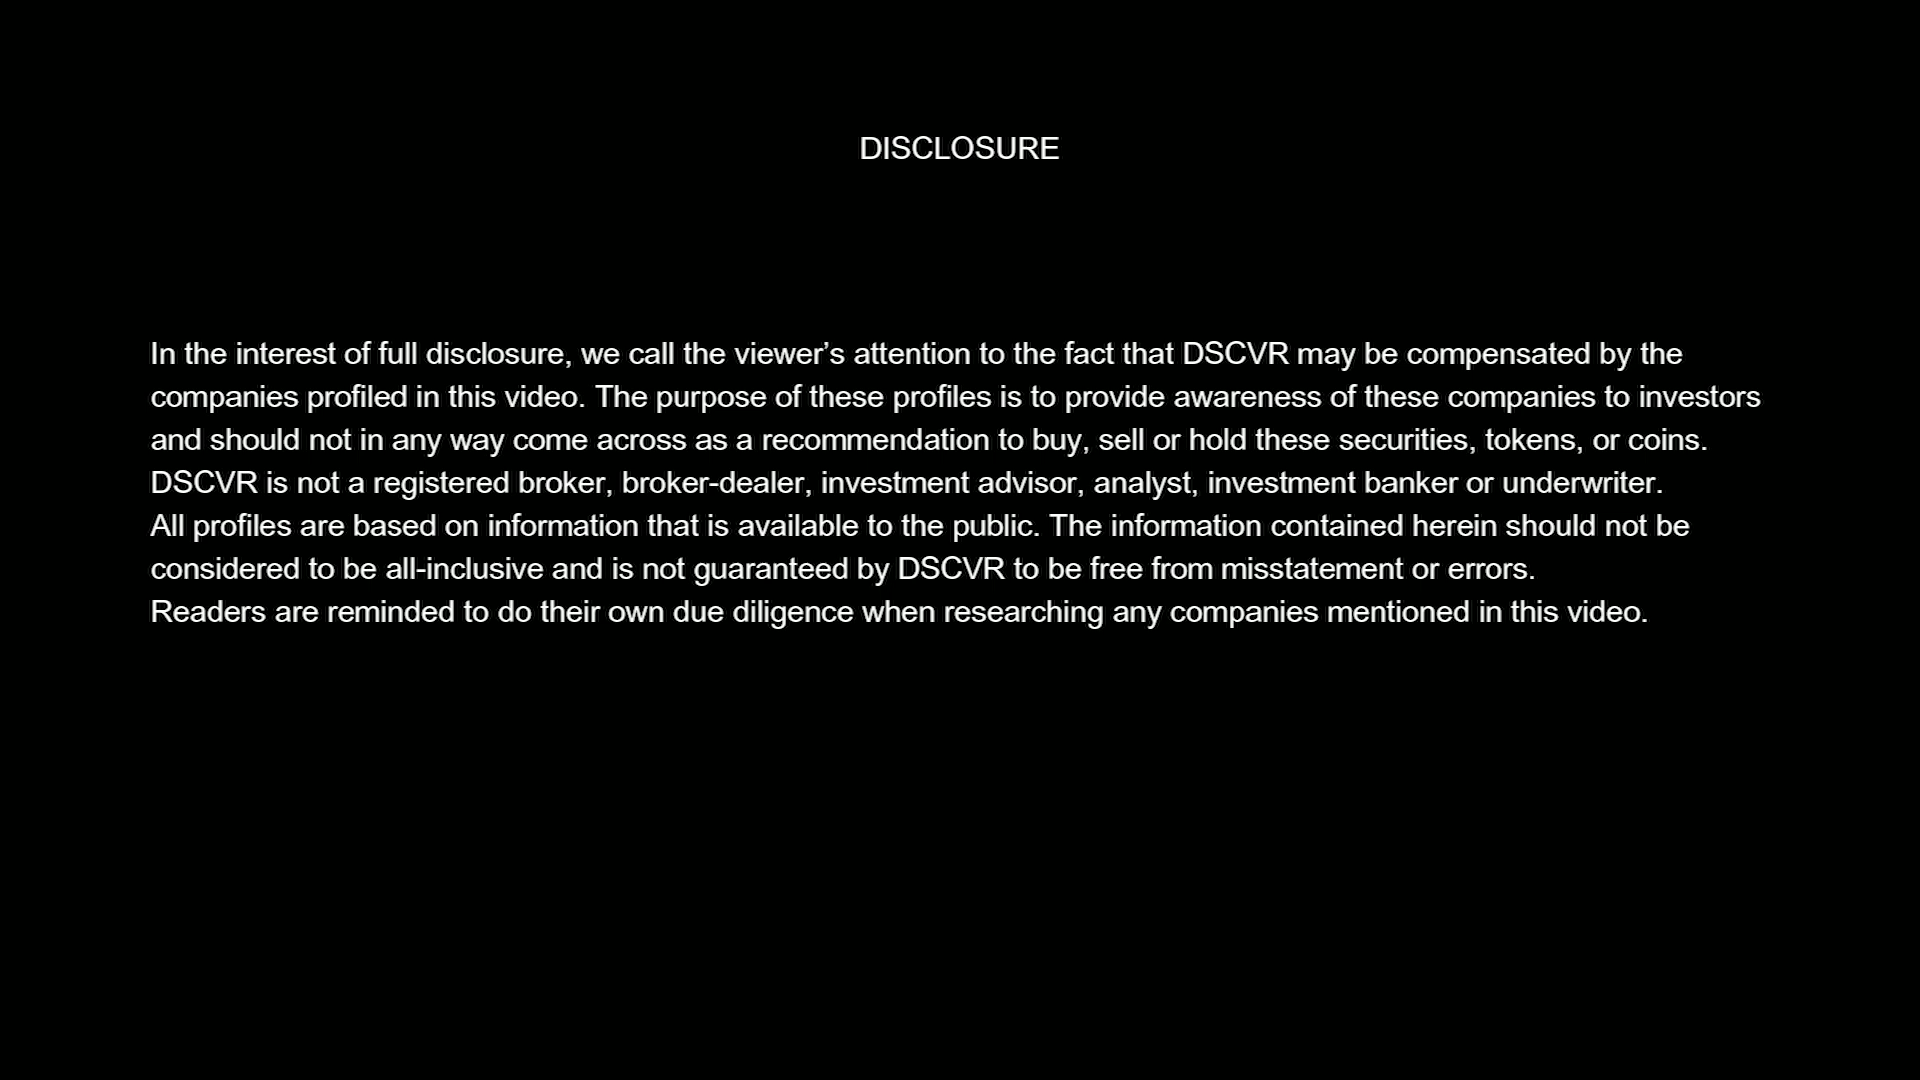 DISCLOSURE
In the interest of full disclosure, we call the viewer’s attention to the fact that DSCVR may be compensated by the
companies profiled in this video. The purpose of these profiles is to provide awareness of these companies to investors
and should not in any way come across as a recommendation to buy, sell or hold these securities, tokens, or coins.
DSCVR is not a registered broker, broker-dealer, investment advisor, analyst, investment banker or underwriter.
All profiles are based on information that is available to the public. The information contained herein should not be
considered to be all-inclusive and is not guaranteed by DSCVR to be free from misstatement or errors.
Readers are reminded to do their own due diligence when researching any companies mentioned in this video.